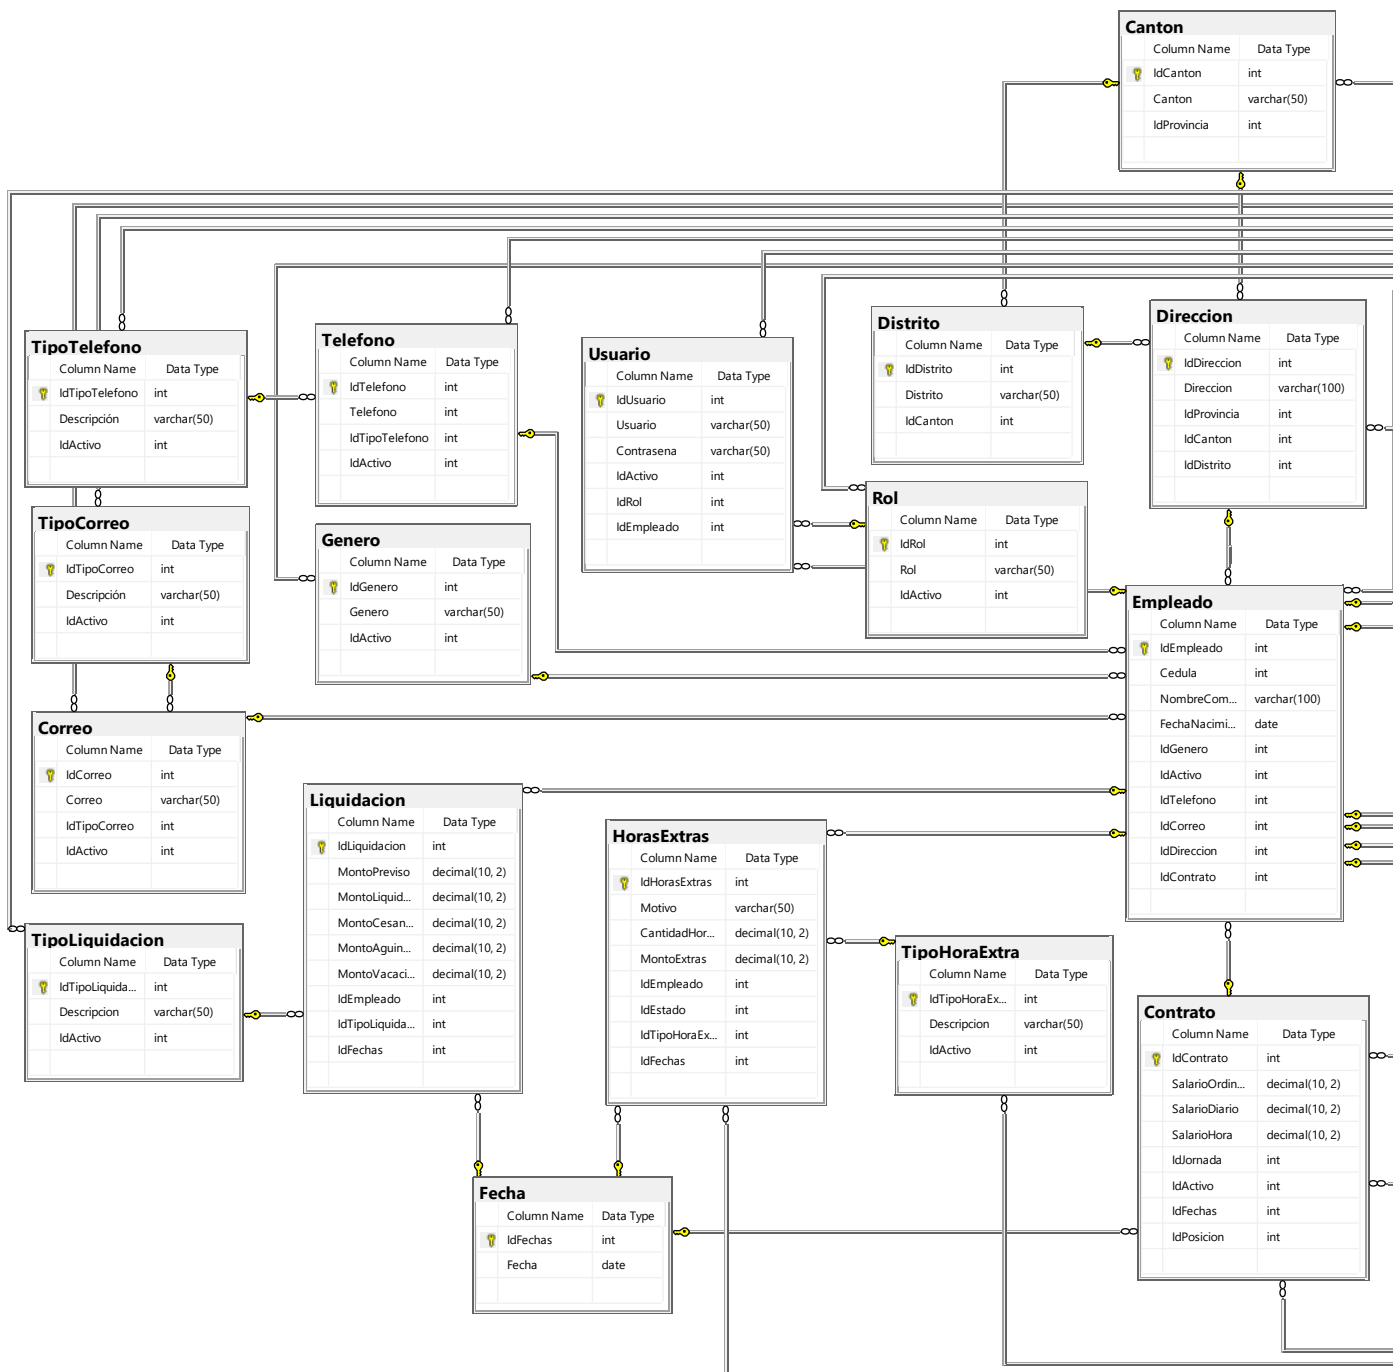 Canton
Column Name Data Type
IdCanton int
Canton varchar(50)
IdProvincia int
TipoTelefono
Column Name Data Type
IdTipoTelefono int
Descripción varchar(50)
IdActivo int
Telefono
Column Name Data Type
IdTelefono int
Telefono int
IdTipoTelefono int
IdActivo int
Usuario
Column Name Data Type
IdUsuario int
Usuario varchar(50)
Contrasena varchar(50)
IdActivo int
IdRol int
IdEmpleado int
Distrito
Column Name Data Type
IdDistrito int
Distrito varchar(50)
IdCanton int
Direccion
Column Name Data Type
IdDireccion int
Direccion varchar(100)
IdProvincia int
IdCanton int
IdDistrito int
TipoCorreo
Column Name Data Type
IdTipoCorreo int
Descripción varchar(50)
IdActivo int
Genero
Column Name Data Type
IdGenero int
Genero varchar(50)
IdActivo int
Rol
Column Name Data Type
IdRol int
Rol varchar(50)
IdActivo int
Empleado
Column Name Data Type
IdEmpleado int
Cedula int
NombreCom... varchar(100)
FechaNacimi... date
IdGenero int
IdActivo int
IdTelefono int
IdCorreo int
IdDireccion int
IdContrato int
Correo
Column Name Data Type
IdCorreo int
Correo varchar(50)
IdTipoCorreo int
IdActivo int
Liquidacion
Column Name Data Type
IdLiquidacion int
MontoPreviso decimal(10, 2)
MontoLiquid... decimal(10, 2)
MontoCesan... decimal(10, 2)
MontoAguin... decimal(10, 2)
MontoVacaci... decimal(10, 2)
IdEmpleado int
IdTipoLiquida... int
IdFechas int
HorasExtras
Column Name Data Type
IdHorasExtras int
Motivo varchar(50)
CantidadHor... decimal(10, 2)
MontoExtras decimal(10, 2)
IdEmpleado int
IdEstado int
IdTipoHoraEx... int
IdFechas int
TipoLiquidacion
Column Name Data Type
IdTipoLiquida... int
Descripcion varchar(50)
IdActivo int
TipoHoraExtra
Column Name Data Type
IdTipoHoraEx... int
Descripcion varchar(50)
IdActivo int
Contrato
Column Name Data Type
IdContrato int
SalarioOrdin... decimal(10, 2)
SalarioDiario decimal(10, 2)
SalarioHora decimal(10, 2)
IdJornada int
IdActivo int
IdFechas int
IdPosicion int
Fecha
Column Name Data Type
IdFechas int
Fecha date